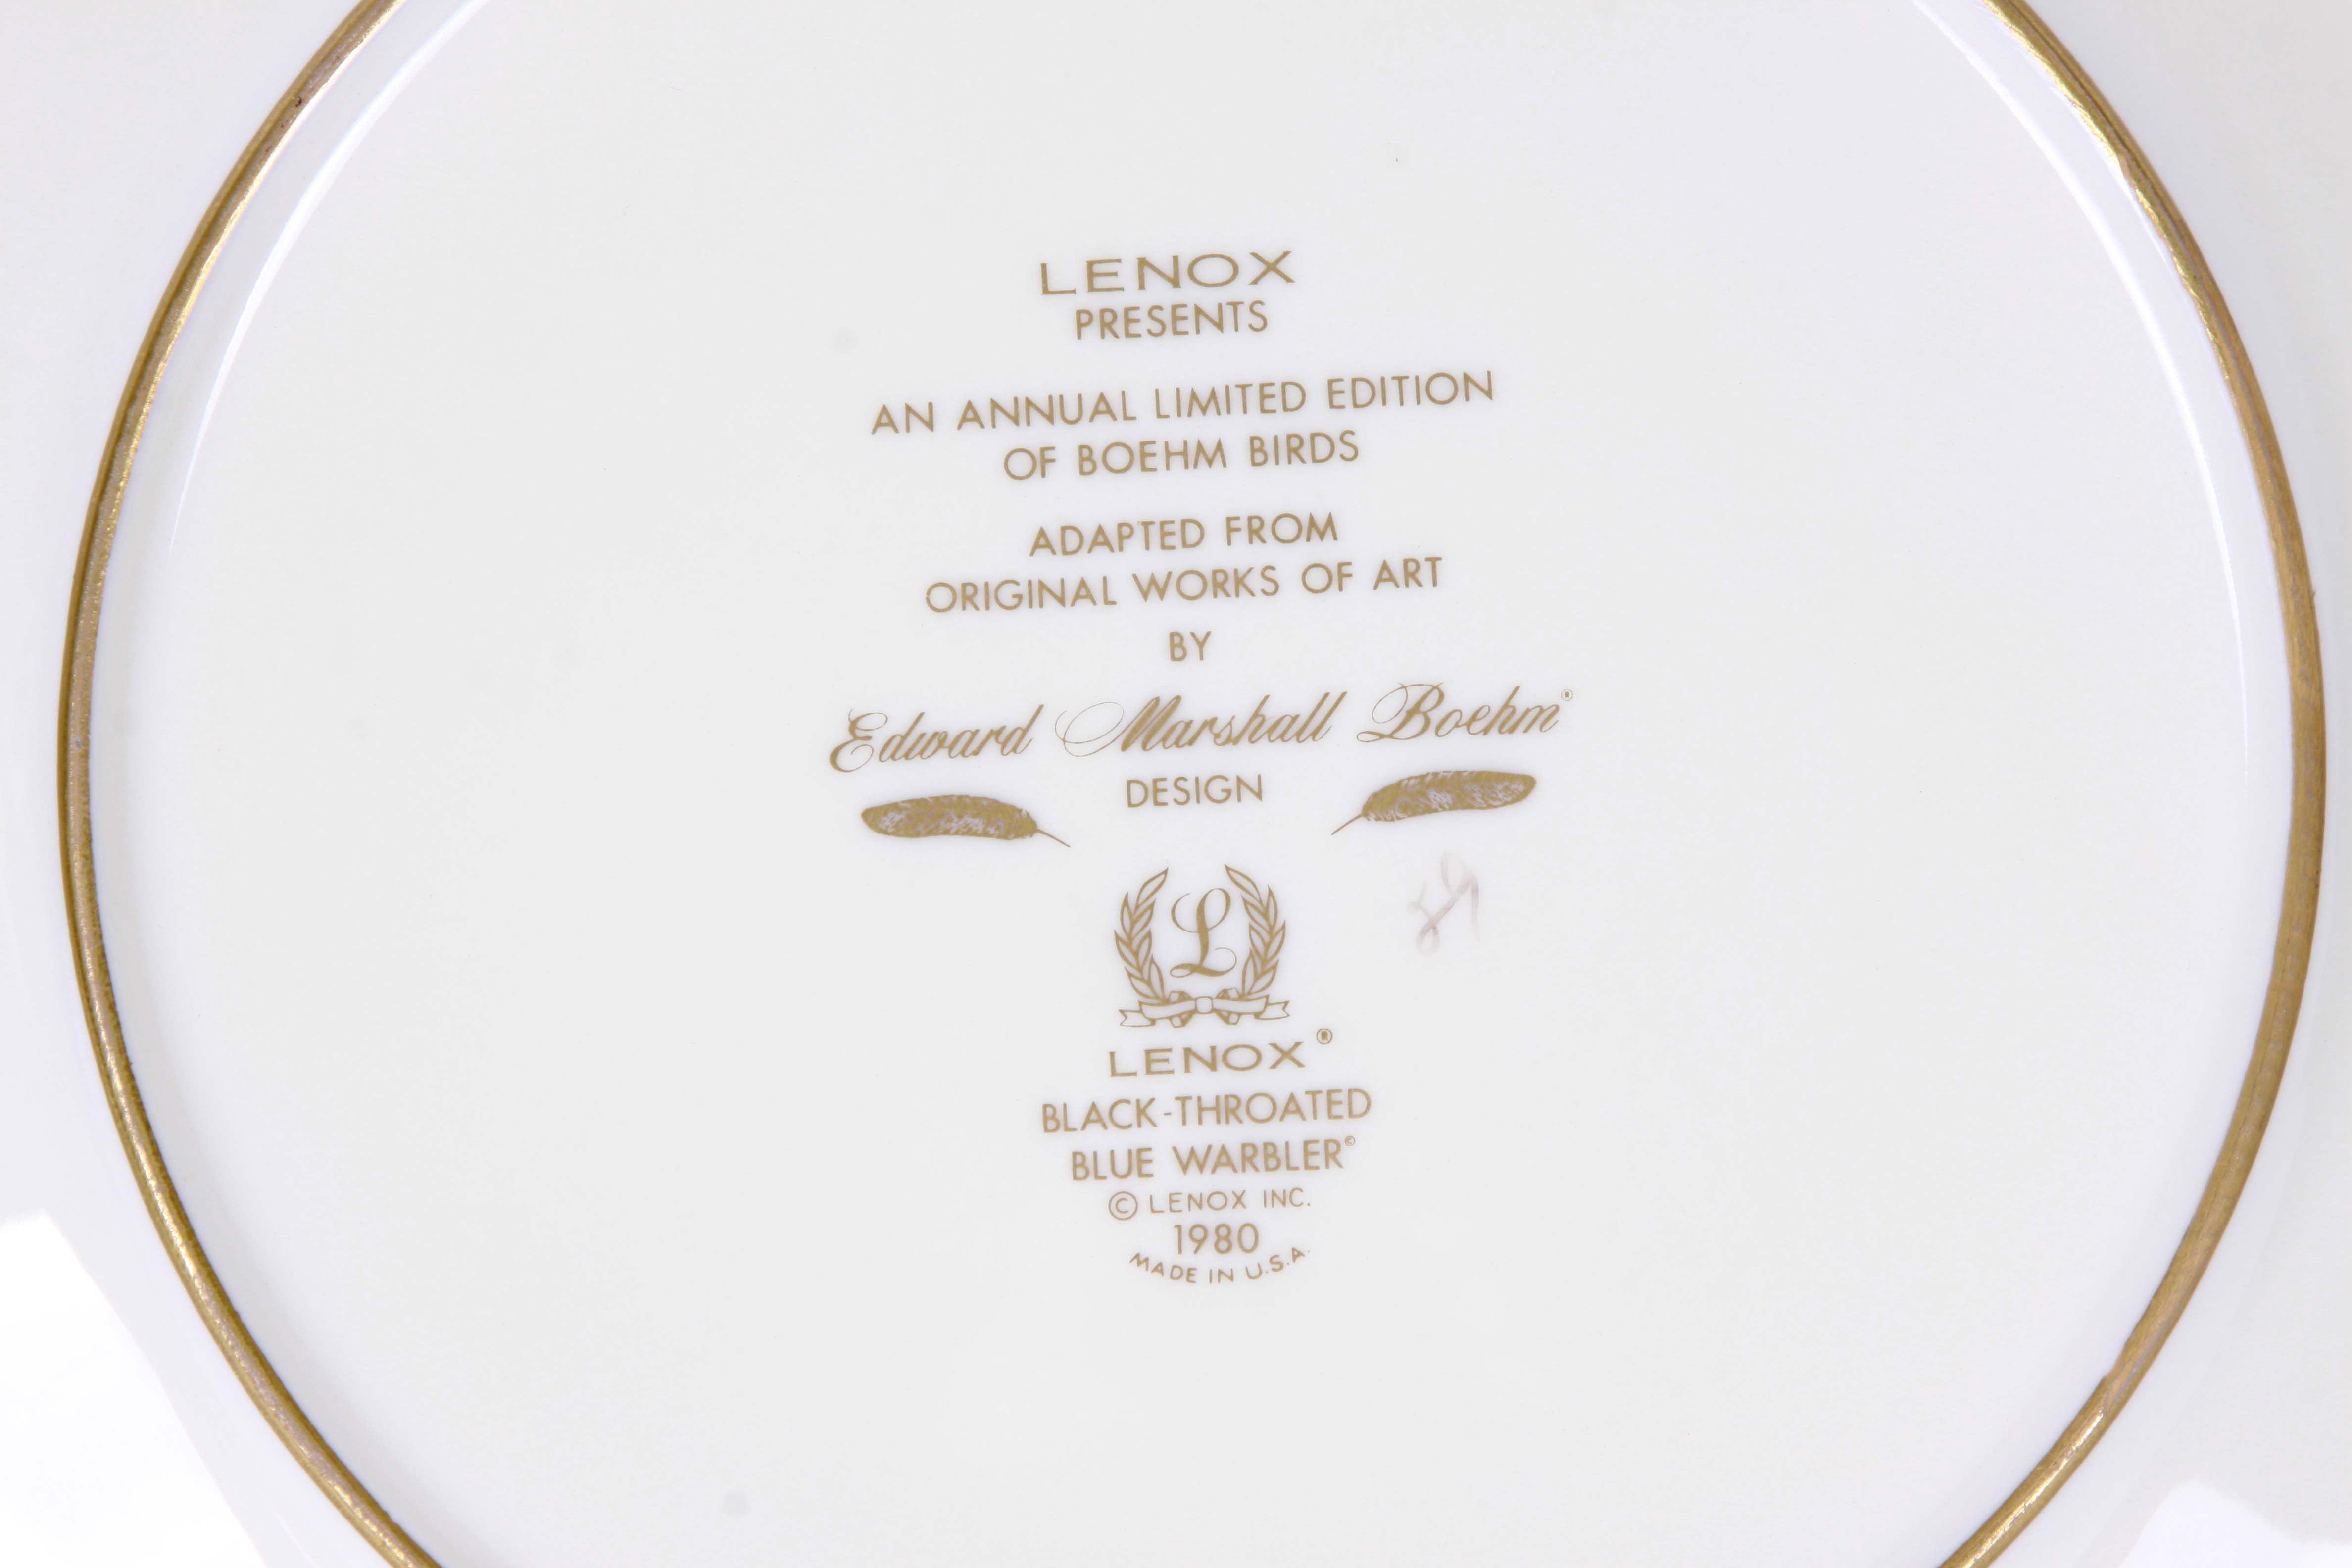 LENOX
PRESENTS
AN ANNUAL LIMITED EDITION
OF BOEHM BIRDS
ADAPTED FROM
ORIGINAL WORKS OF ART
BY
Edward Marshall Boehm®
DESIGN
L
LENOX®
BLACK-THROATED
BLUE WARBLER©
© LENOX INC.
1980
MADE IN U.S.A.